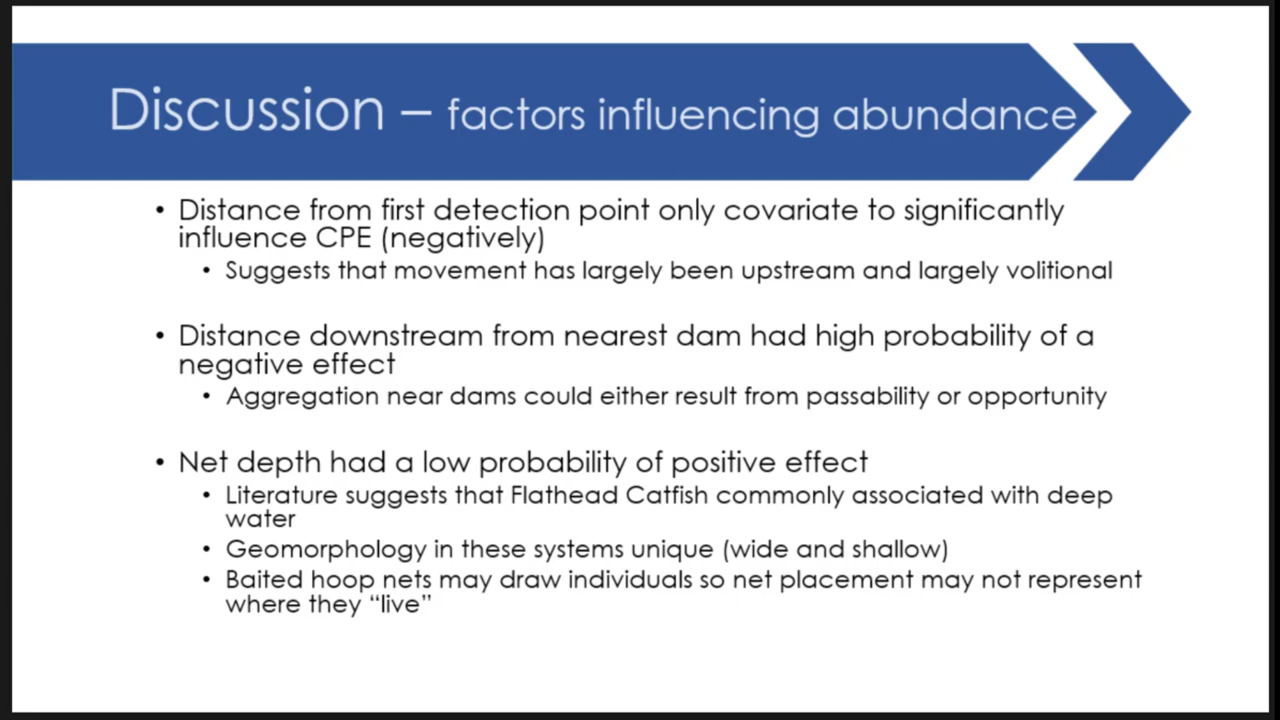 Discussion – factors influencing abundance
• Distance from first detection point only covariate to significantly
influence CPE (negatively)
• Suggests that movement has largely been upstream and largely volitional
• Distance downstream from nearest dam had high probability of a
negative effect
• Aggregation near dams could either result from passability or opportunity
• Net depth had a low probability of positive effect
• Literature suggests that Flathead Catfish commonly associated with deep
water
• Geomorphology in these systems unique (wide and shallow)
• Baited hoop nets may draw individuals so net placement may not represent
where they “live”